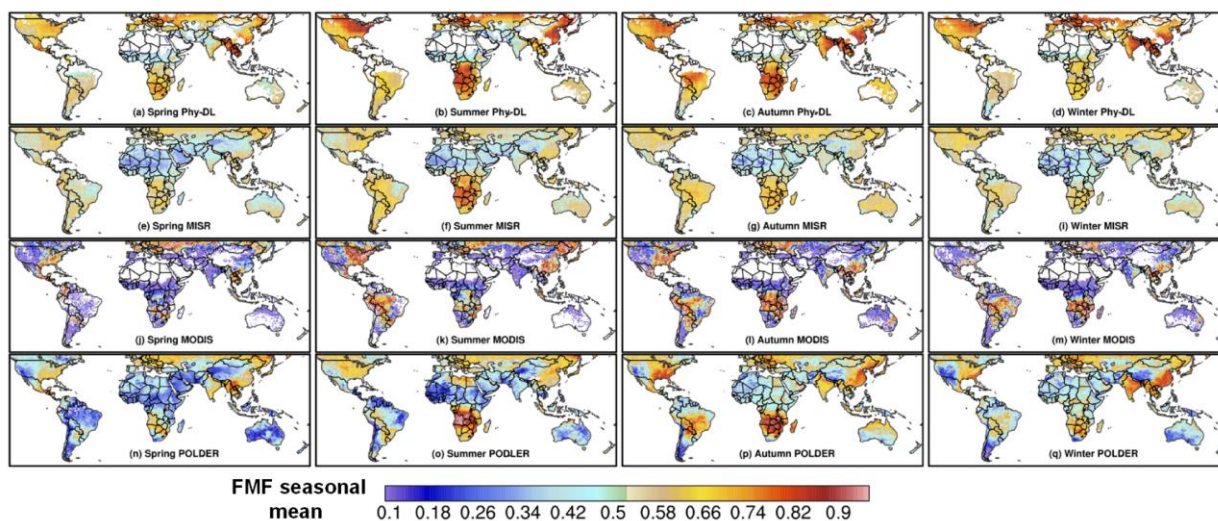 (a) Spring Phy-DL
(b) Summer Phy-DL
(c) Autumn Phy-DL
(d) Winter Phy-DL
(e) Spring MISR
(f) Summer MISR
(g) Autumn MISR
(i) Winter MISR
(j) Spring MODIS
(k) Summer MODIS
(l) Autumn MODIS
(m) Winter MODIS
(n) Spring POLDER
(o) Summer PODLER
(p) Autumn POLDER
(q) Winter POLDER
FMF seasonal
mean
0.1 0.18 0.26 0.34 0.42 0.5 0.58 0.66 0.74 0.82 0.9